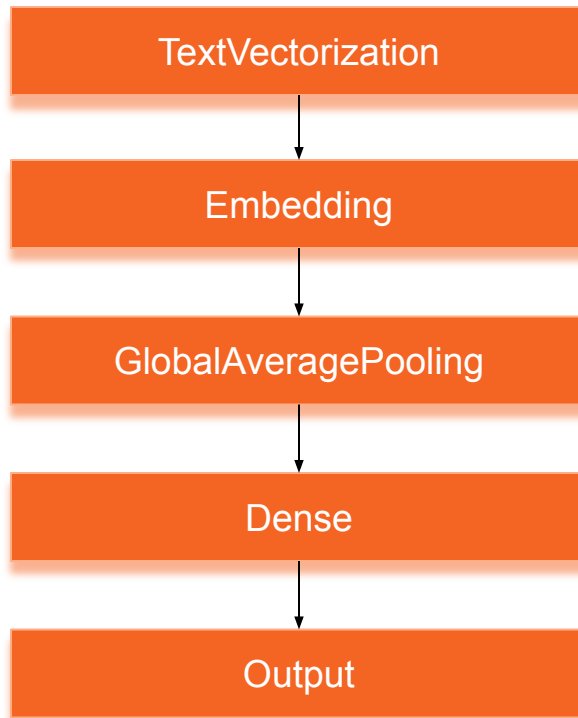 TextVectorization
Embedding
GlobalAveragePooling
Dense
Output